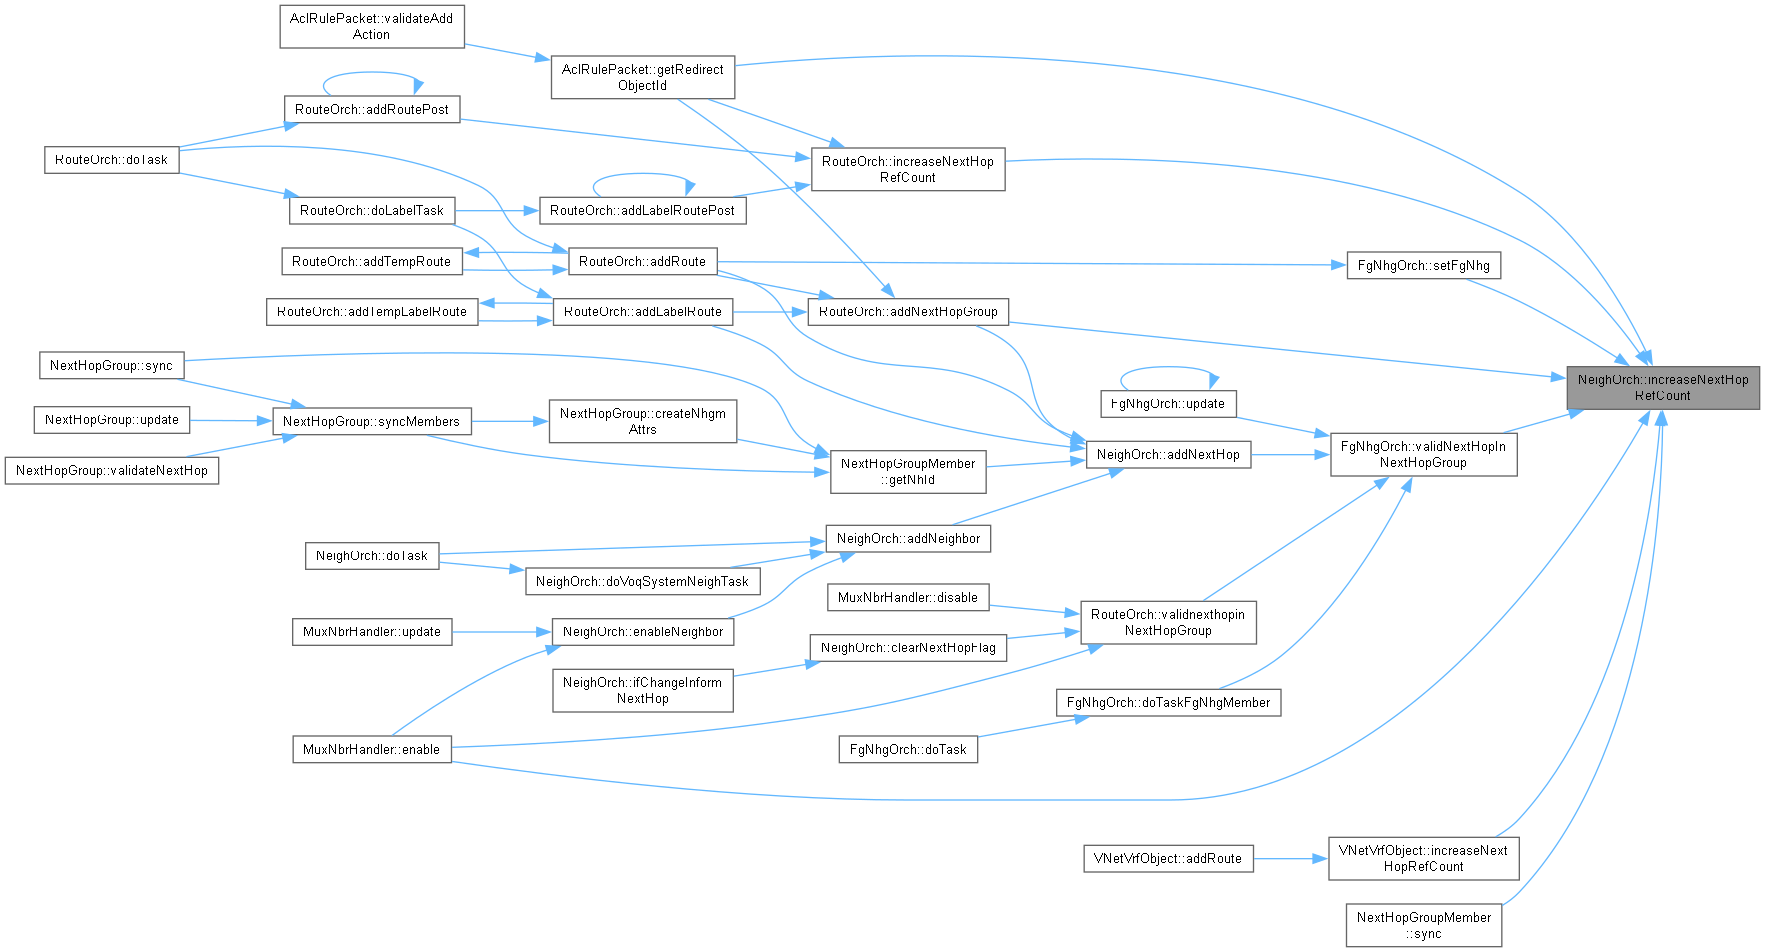 AclRulePacket::validateAdd
Action
AclRulePacket::getRedirect
ObjectId
RouteOrch::addRoutePost
RouteOrch::doTask
RouteOrch::increaseNextHop
RefCount
RouteOrch::doLabelTask
RouteOrch::addLabelRoutePost
RouteOrch::addTempRoute
RouteOrch::addRoute
FgNhgOrch::setFgNhg
RouteOrch::addTempLabelRoute
RouteOrch::addLabelRoute
RouteOrch::addNextHopGroup
NextHopGroup::sync
NeighOrch::increaseNextHop
RefCount
FgNhgOrch::update
NextHopGroup::update
NextHopGroup::syncMembers
NextHopGroup::createNhgm
Attrs
NextHopGroup::validateNextHop
NextHopGroupMember
::getNhId
NeighOrch::addNextHop
FgNhgOrch::validNextHopIn
NextHopGroup
NeighOrch::addNeighbor
NeighOrch::doTask
NeighOrch::doVoqSystemNeighTask
MuxNbrHandler::disable
RouteOrch::validnexthopin
NextHopGroup
MuxNbrHandler::update
NeighOrch::enableNeighbor
NeighOrch::clearNextHopFlag
NeighOrch::ifChangeInform
NextHop
FgNhgOrch::doTaskFgNhgMember
MuxNbrHandler::enable
FgNhgOrch::doTask
VNetVrfObject::addRoute
VNetVrfObject::increaseNext
HopRefCount
NextHopGroupMember
::sync